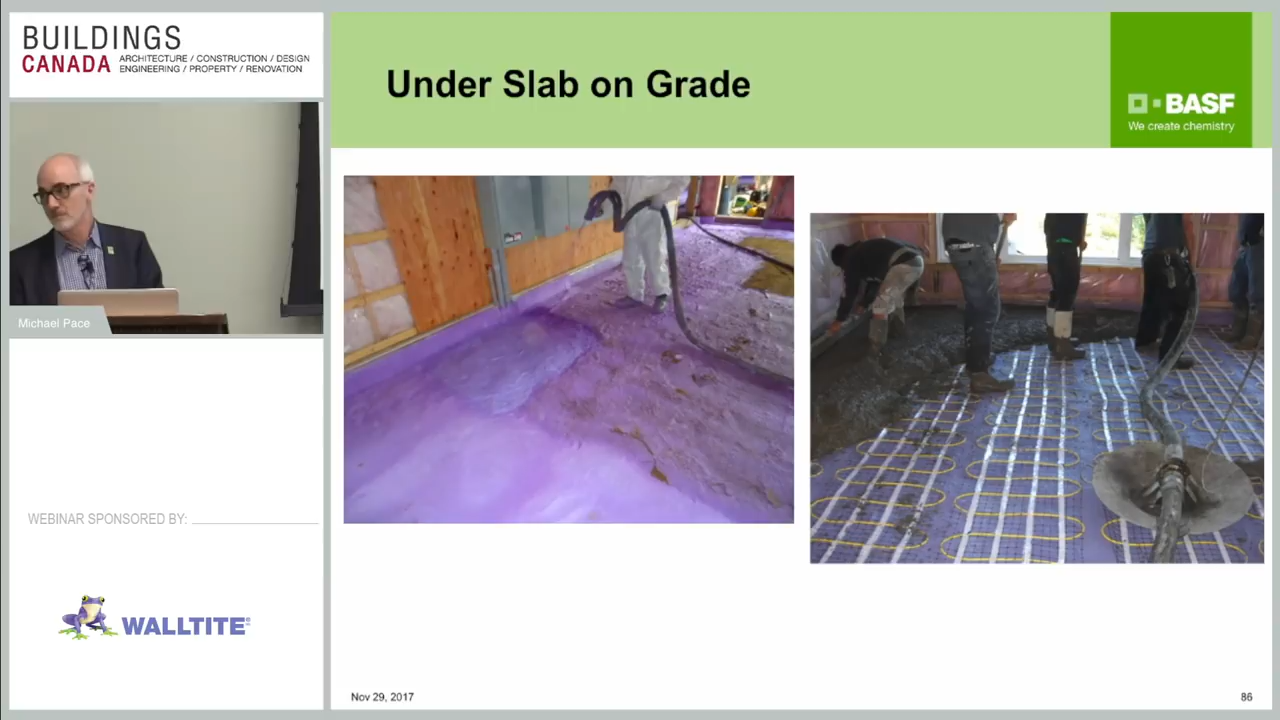 BUILDINGS
CANADA
ARCHITECTURE / CONSTRUCTION / DESIGN
ENGINEERING / PROPERTY / RENOVATION
Michael Pace
WEBINAR SPONSORED BY:
WALLTITE®
Under Slab on Grade
BASF
We create chemistry
Nov 29, 2017
86